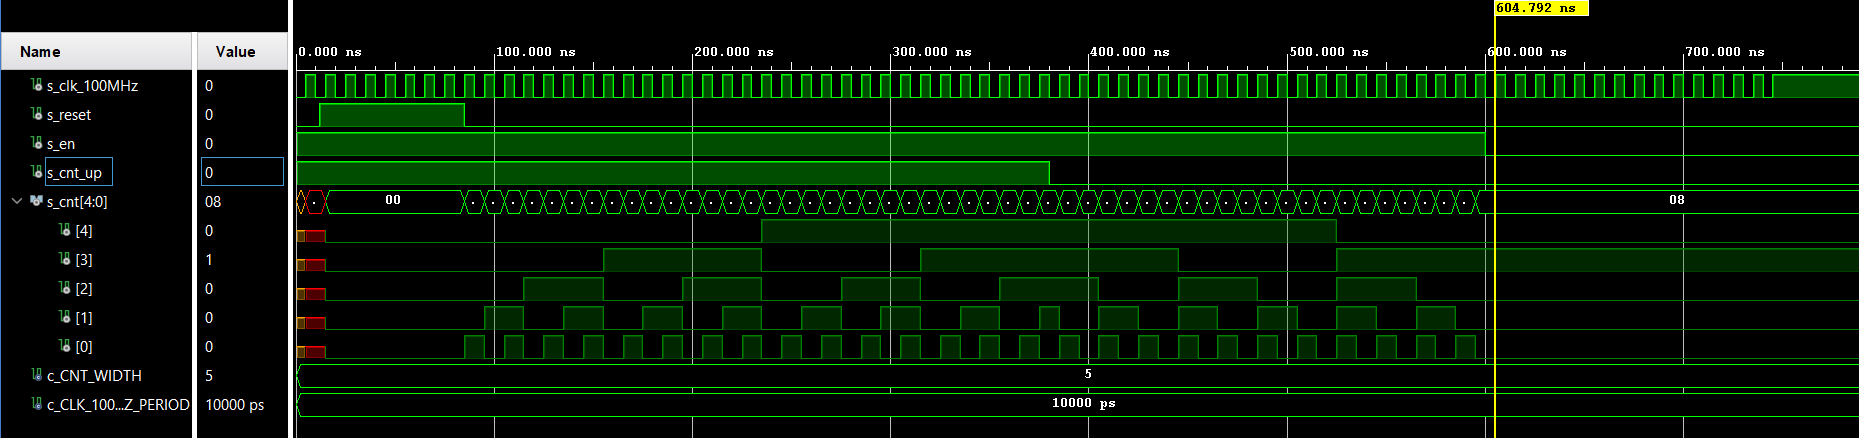 604.792 ns
Name Value
0.000 ns 100.000 ns 200.000 ns 300.000 ns 400.000 ns 500.000 ns 600.000 ns 700.000 ns
s_clk_100MHz 0
s_reset 0
s_en 0
s_cnt_up 0
s_cnt[4:0] 08 00 08
[4] 0
[3] 1
[2] 0
[1] 0
[0] 0
c_CNT_WIDTH 5 5
c_CLK_100...Z_PERIOD 10000 ps 10000 ps